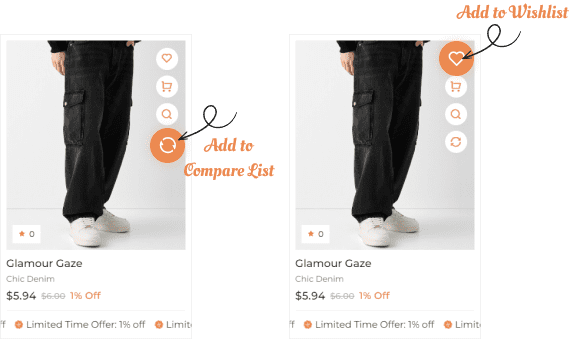 Add to Wishlist
Add to
Compare List
0
Glamour Gaze
Chic Denim
$5.94 $6.00 1% Off
ff Limited Time Offer: 1% off Limit
0
Glamour Gaze
Chic Denim
$5.94 $6.00 1% Off
ff Limited Time Offer: 1% off Limit